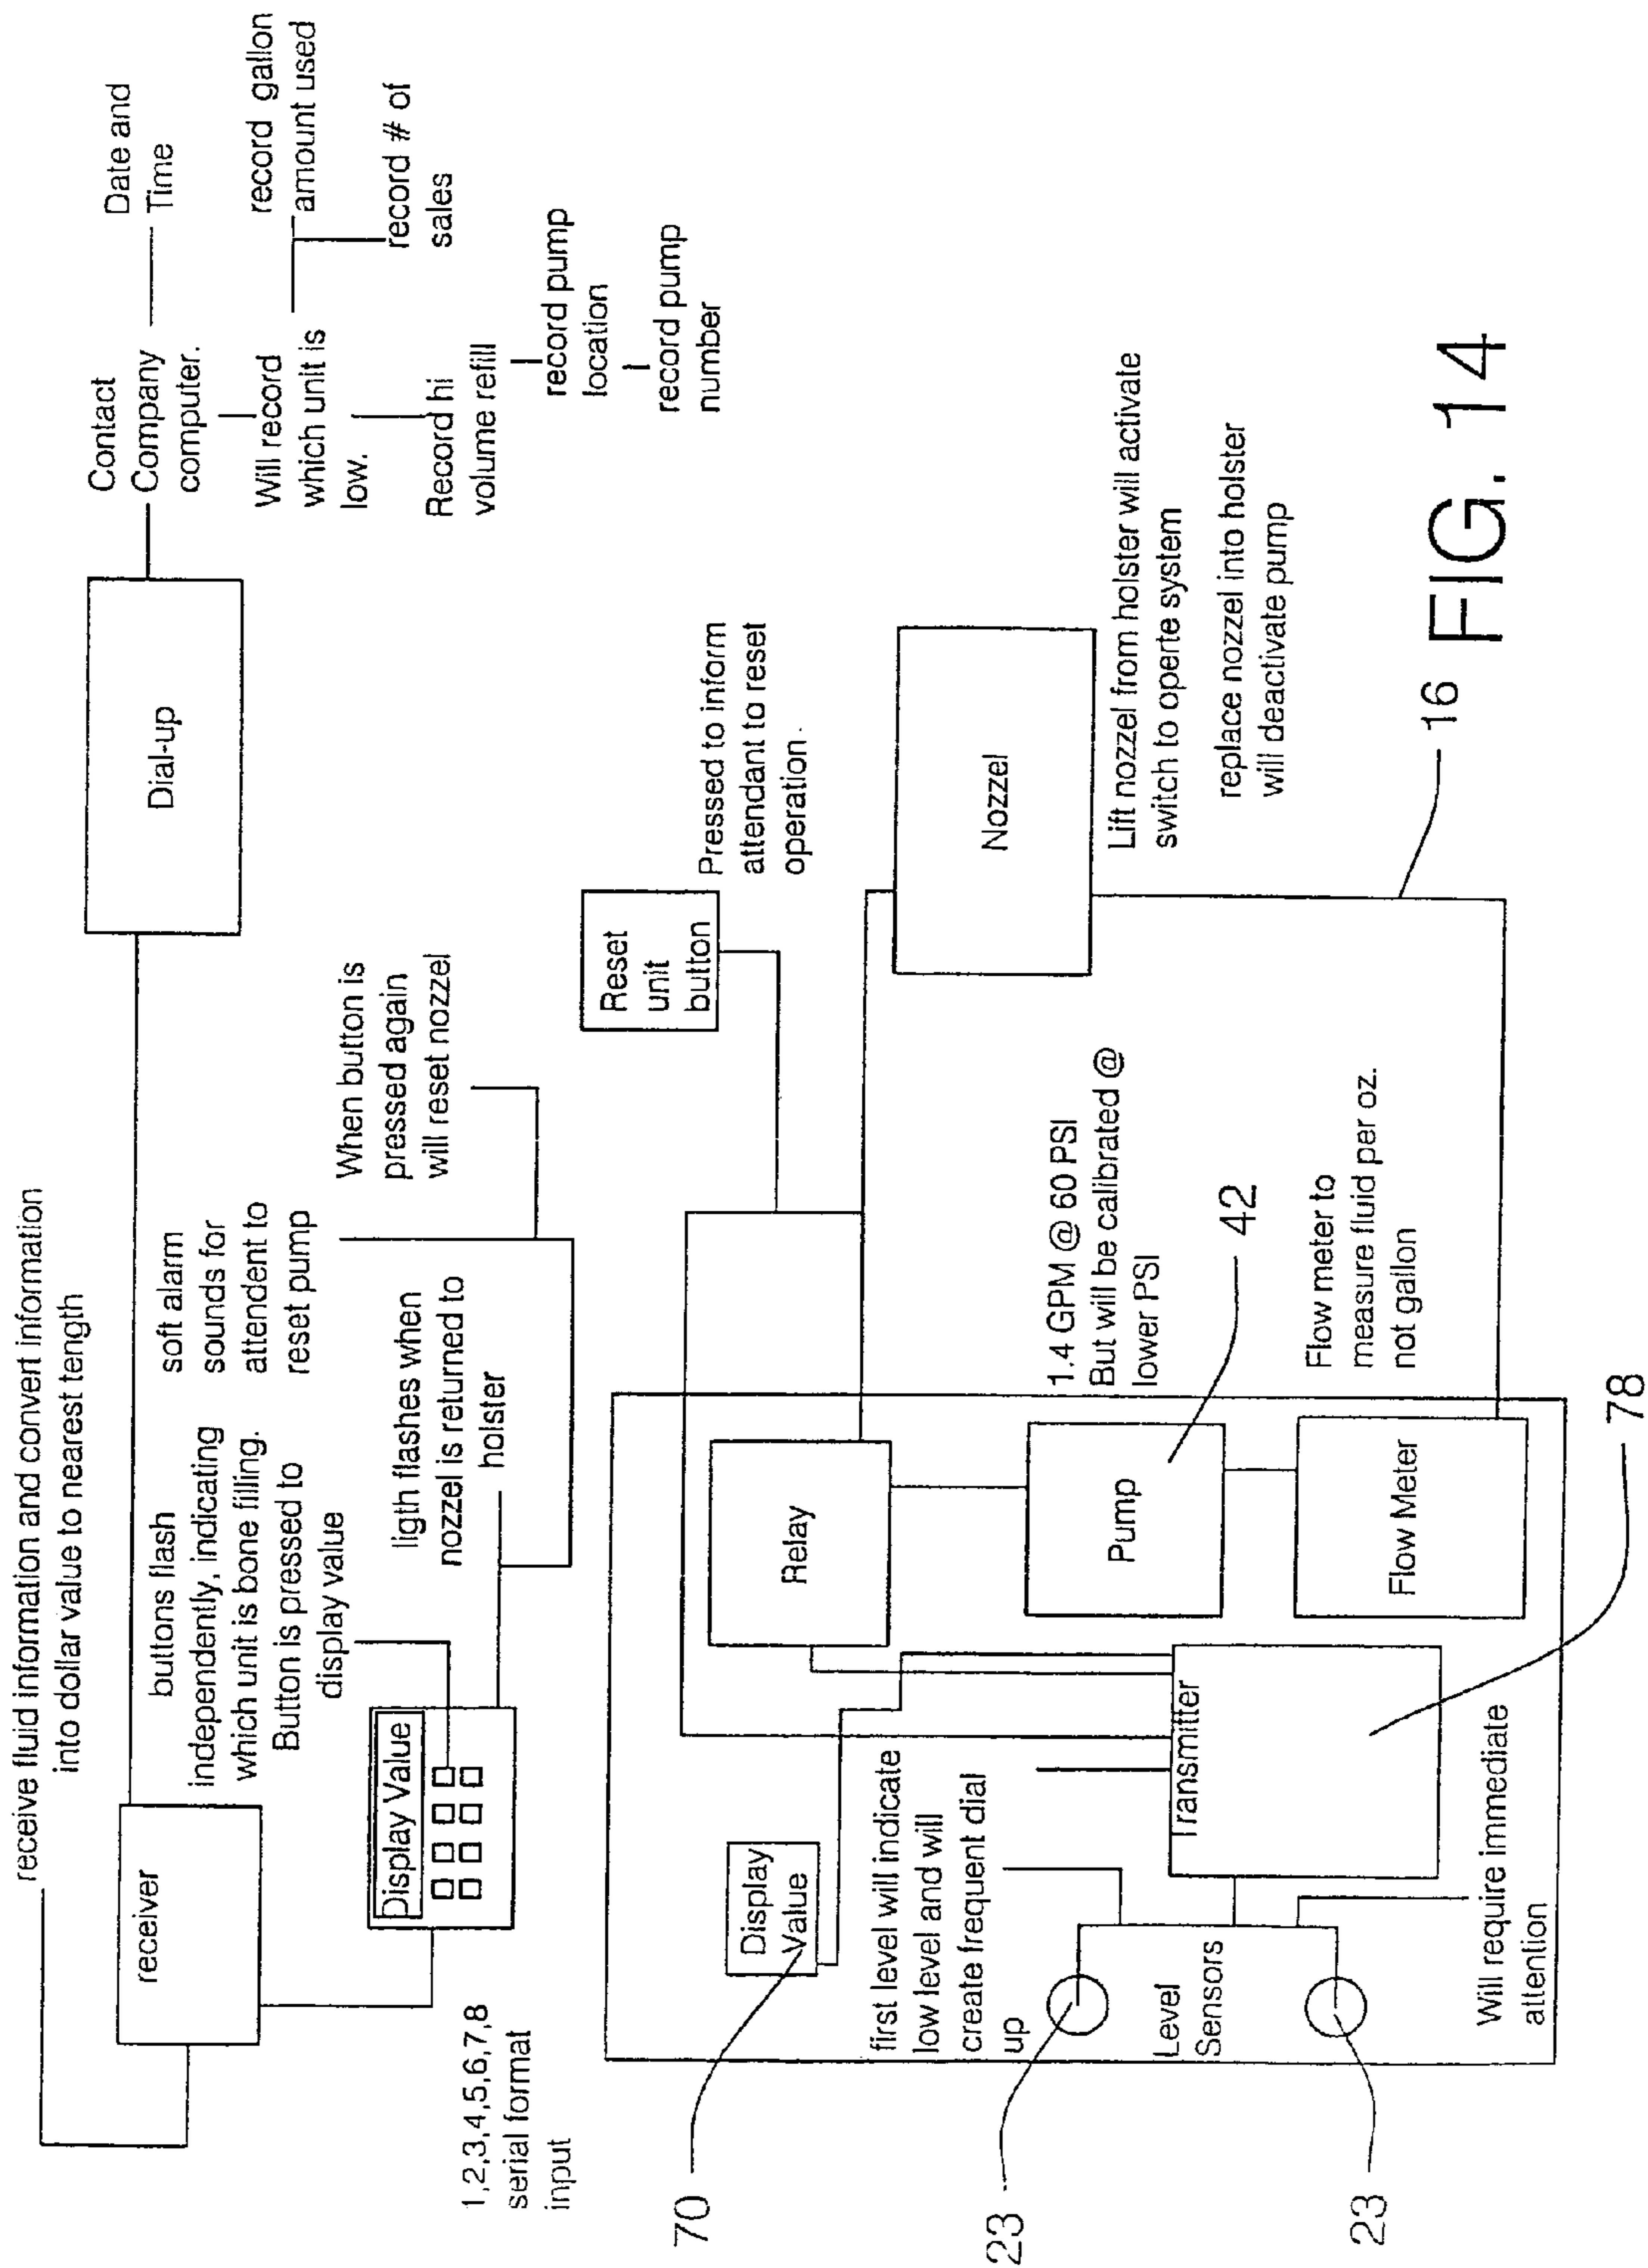 receive fluid information and convert information
into dollar value to nearest tength
receiver
buttons flash
independently, indicating
which unit is bone filling.
Button is pressed to
display value
soft alarm
sounds for
attendent to
reset pump
Dial-up
Contact
Company
computer.
Date and
Time
Will record
which unit is
low.
record gallon
amount used
record # of
sales
Record hi
volume refill
record pump
location
record pump
number
Display Value
1,2,3,4,5,6,7,8
serial format
input
ligth flashes when
nozzel is returned to
holster
When button is
pressed again
will reset nozzel
Reset
unit
button
Pressed to inform
attendant to reset
operation.
70
Display
Value
Relay
first level will indicate
low level and will
create frequent dial
up
23
Level
Sensors
23
Will require immediate
attention
Transmitter
78
Pump
42
1.4 GPM @ 60 PSI
But will be calibrated @
lower PSI
Flow Meter
Flow meter to
measure fluid per oz.
not gallon
Nozzel
Lift nozzel from holster will activate
switch to operte system
replace nozzel into holster
will deactivate pump
16
FIG. 14